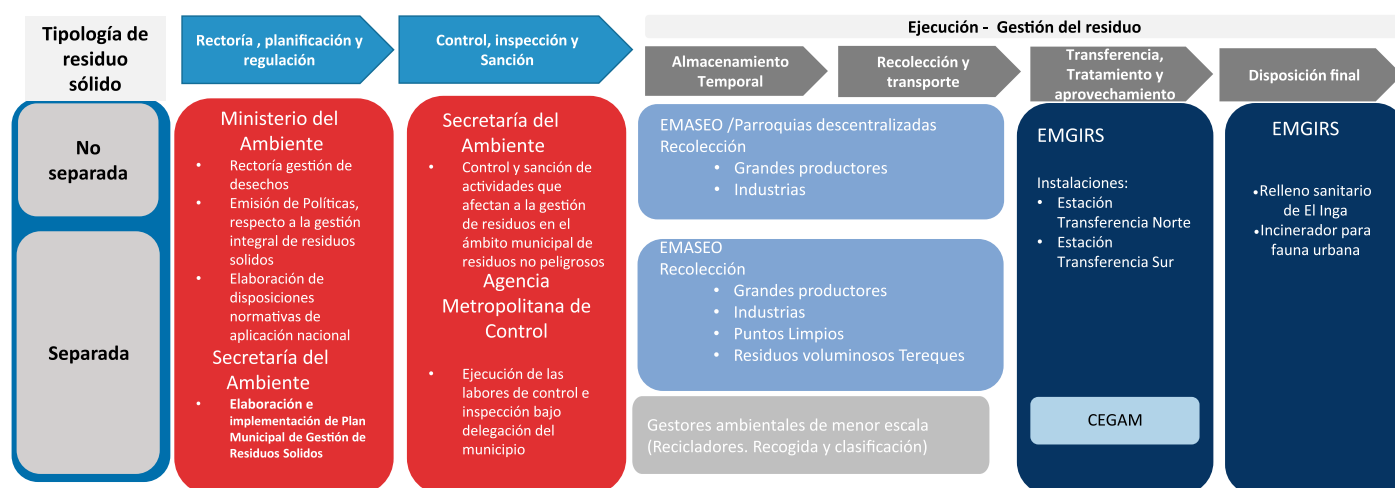 Tipología de
residuo
sólido
Rectoría , planificación y
regulación
Control, inspección y
Sanción
Ejecución - Gestión del residuo
Almacenamiento
Temporal
Recolección y
transporte
Transferencia,
Tratamiento y
aprovechamiento
Disposición final
No
separada
Separada
Ministerio del
Ambiente
• Rectoría gestión de
desechos
• Emisión de Políticas,
respecto a la gestión
integral de residuos
solidos
• Elaboración de
disposiciones
normativas de
aplicación nacional
Secretaría del
Ambiente
• Elaboración e
implementación de Plan
Municipal de Gestión de
Residuos Solidos
Secretaría del
Ambiente
• Control y sanción de
actividades que
afectan a la gestión
de residuos en el
ámbito municipal de
residuos no peligrosos
Agencia
Metropolitana de
Control
• Ejecución de las
labores de control e
inspección bajo
delegación del
municipio
EMASEO /Parroquias descentralizadas
Recolección
• Grandes productores
• Industrias
EMASEO
Recolección
• Grandes productores
• Industrias
• Puntos Limpios
• Residuos voluminosos Tereques
Gestores ambientales de menor escala
(Recicladores. Recogida y clasificación)
EMGIRS
Instalaciones:
• Estación
Transferencia Norte
• Estación
Transferencia Sur
CEGAM
EMGIRS
•Relleno sanitario
de El Inga
•Incinerador para
fauna urbana